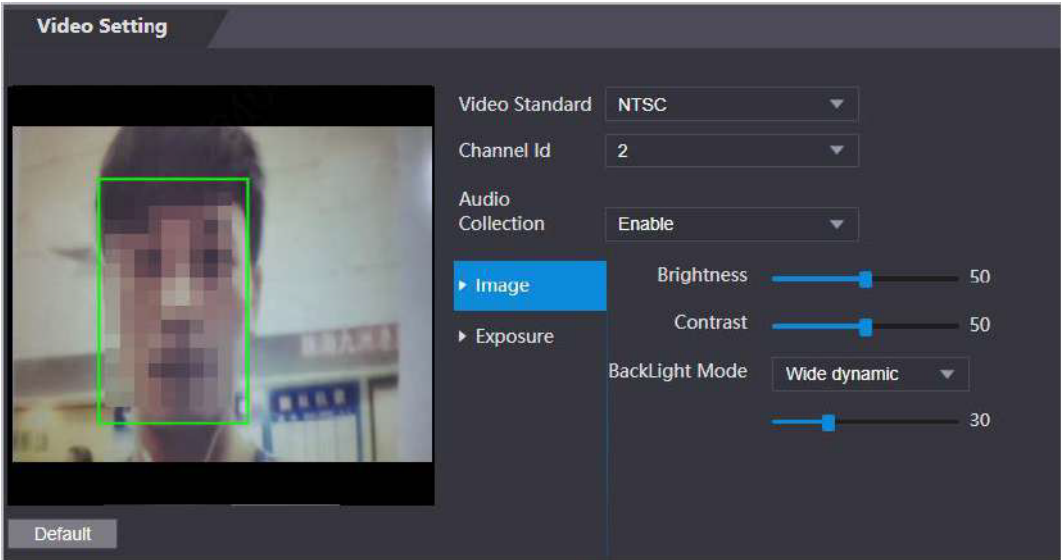 Video Setting
Video Standard NTSC
Channel Id 2
Audio
Collection Enable
Image
Exposure
Brightness 50
Contrast 50
BackLight Mode Wide dynamic
30
Default